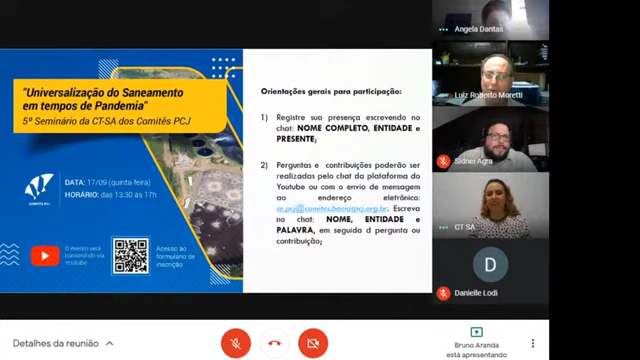 "Universalização do Saneamento
em tempos de Pandemia"
5º Seminário da CT-SA dos Comitês PCJ
COMITÊS PCJ
DATA: 17/09 (quinta-feira)
HORÁRIO: das 13:30 às 17h
O evento será
transmitido via
Youtube
Acesso ao
formulário de
inscrição
Orientações gerais para participação:
1) Registre sua presença escrevendo no
chat: NOME COMPLETO, ENTIDADE e
PRESENTE;
2) Perguntas e contribuições poderão ser
realizadas pelo chat da plataforma do
Youtube ou com o envio de mensagem
ao endereço eletrônico:
se.pcj@comites.baciaspcj.org.br. Escreva
no chat: NOME, ENTIDADE e
PALAVRA, em seguida d pergunta ou
contribuição;
Angela Dantas
Luiz Roberto Moretti
Sidnei Agra
CT SA
D
Danielle Lodi
Detalhes da reunião
Bruno Aranda
está apresentando